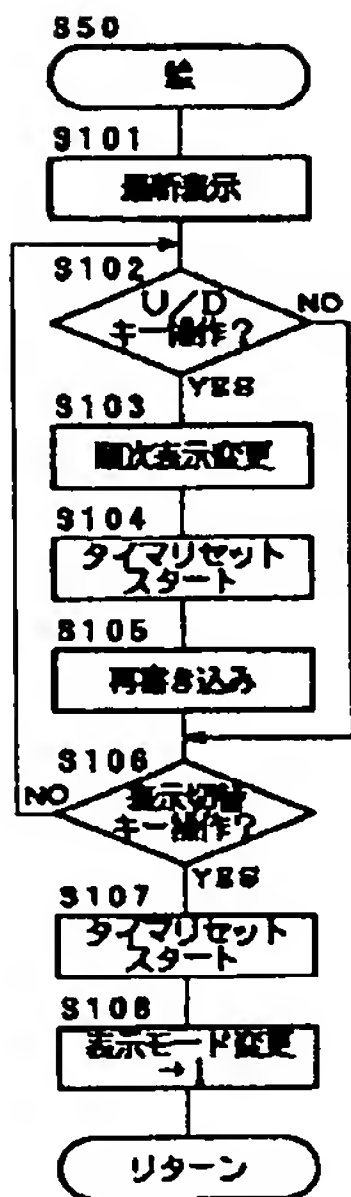 S50
絵
S101
最新表示
S102
U/D
キー操作?
NO
YES
S103
順次表示変更
S104
タイマリセット
スタート
S105
再書き込み
S106
表示切替
キー操作?
NO
YES
S107
タイマリセット
スタート
S108
表示モード変更
→1
リターン